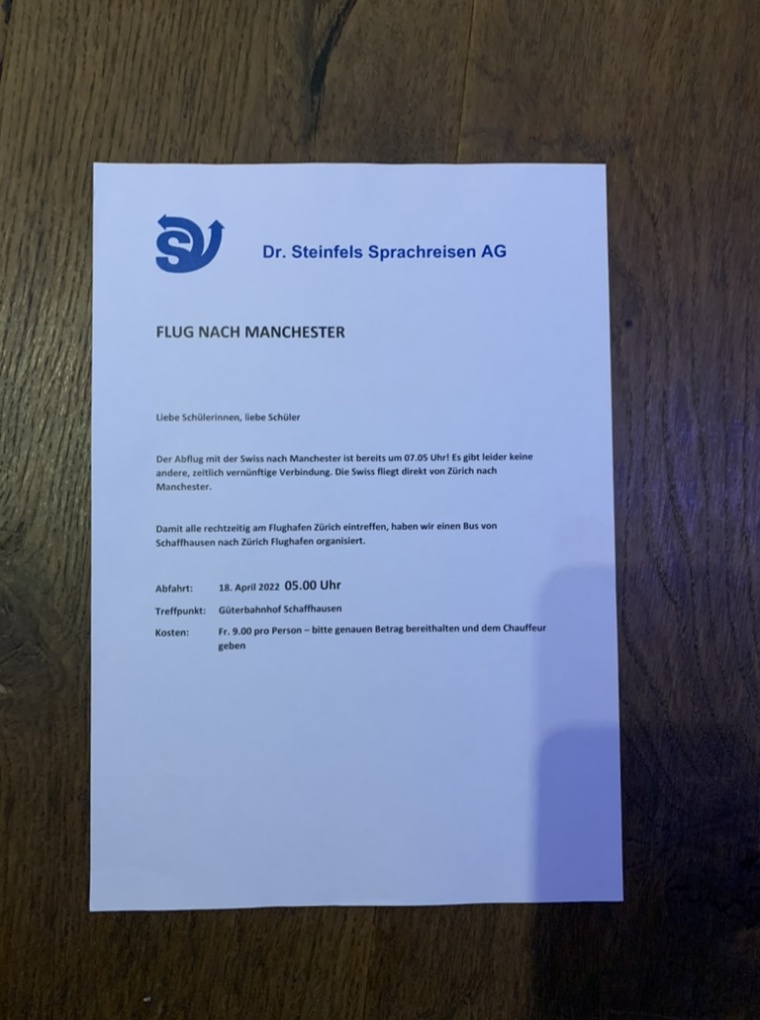 Dr. Steinfels Sprachreisen AG
FLUG NACH MANCHESTER
Liebe Schülerinnen, liebe Schüler
Der Abflug mit der Swiss nach Manchester ist bereits um 07.05 Uhr! Es gibt leider keine
andere, zeitlich vernünftige Verbindung. Die Swiss fliegt direkt von Zürich nach
Manchester.
Damit alle rechtzeitig am Flughafen Zürich eintreffen, haben wir einen Bus von
Schaffhausen nach Zürich Flughafen organisiert.
Abfahrt: 18. April 2022 05.00 Uhr
Treffpunkt: Güterbahnhof Schaffhausen
Kosten: Fr. 9.00 pro Person – bitte genauen Betrag bereithalten und dem Chauffeur
geben